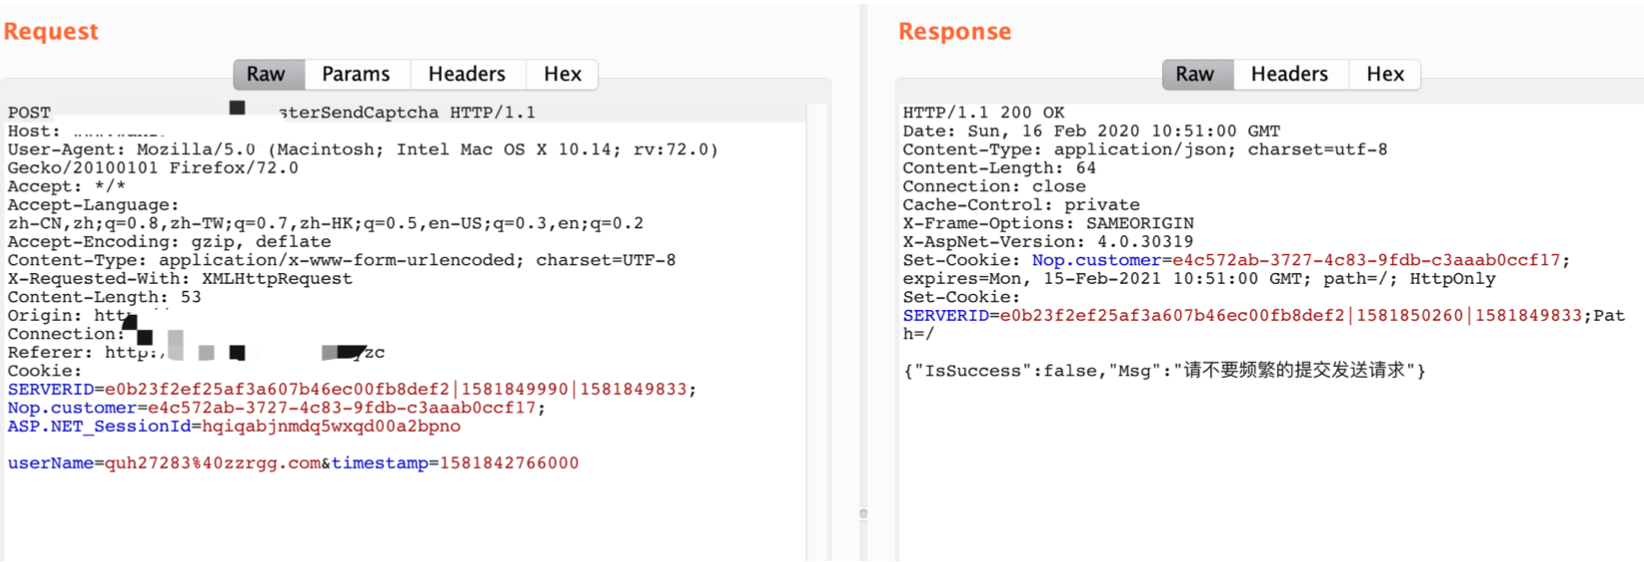 Request
Raw Params Headers Hex
POST sterSendCaptcha HTTP/1.1
Host:
User-Agent: Mozilla/5.0 (Macintosh; Intel Mac OS X 10.14; rv:72.0)
Gecko/20100101 Firefox/72.0
Accept: */*
Accept-Language:
zh-CN,zh;q=0.8,zh-TW;q=0.7,zh-HK;q=0.5,en-US;q=0.3,en;q=0.2
Accept-Encoding: gzip, deflate
Content-Type: application/x-www-form-urlencoded; charset=UTF-8
X-Requested-With: XMLHttpRequest
Content-Length: 53
Origin: htt
Connection:
Referer: http: yzc
Cookie:
SERVERID=e0b23f2ef25af3a607b46ec00fb8def2|1581849990|1581849833;
Nop.customer=e4c572ab-3727-4c83-9fdb-c3aaab0ccf17;
ASP.NET_SessionId=hqiqabjnmdq5wxqd00a2bpno
userName=quh27283%40zzrgg.com&timestamp=1581842766000
Response
Raw Headers Hex
HTTP/1.1 200 OK
Date: Sun, 16 Feb 2020 10:51:00 GMT
Content-Type: application/json; charset=utf-8
Content-Length: 64
Connection: close
Cache-Control: private
X-Frame-Options: SAMEORIGIN
X-AspNet-Version: 4.0.30319
Set-Cookie: Nop.customer=e4c572ab-3727-4c83-9fdb-c3aaab0ccf17;
expires=Mon, 15-Feb-2021 10:51:00 GMT; path=/; HttpOnly
Set-Cookie:
SERVERID=e0b23f2ef25af3a607b46ec00fb8def2|1581850260|1581849833;Pat
h=/
{"IsSuccess":false,"Msg":"请不要频繁的提交发送请求"}